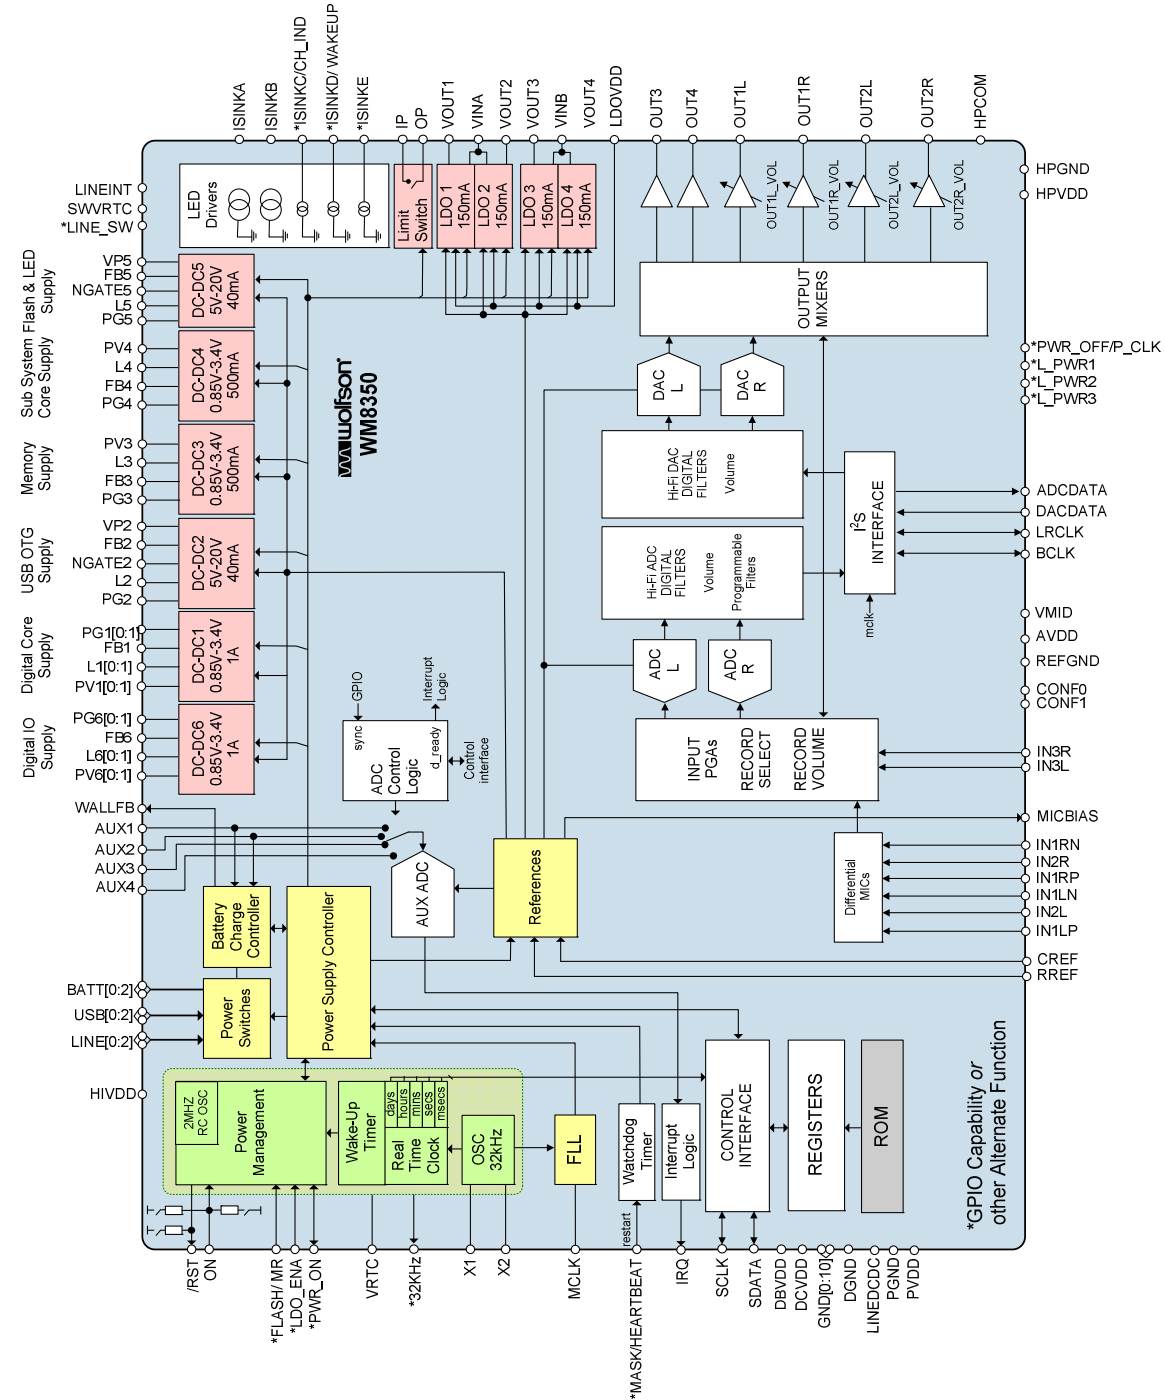 ISINKA
ISINKB
*ISINKC/CH_IND
*ISINKD/ WAKEUP
*ISINKE
IP
OP
VOUT1
VINA
VOUT2
VOUT3
VINB
VOUT4
LDOVDD
OUT3
OUT4
OUT1L
OUT1R
OUT2L
OUT2R
HPCOM
LINEINT
SWVRTC
*LINE_SW
VP5
FB5
NGATE5
L5
PG5
PV4
L4
FB4
PG4
PV3
L3
FB3
PG3
VP2
FB2
NGATE2
L2
PG2
PG1[0:1]
FB1
L1[0:1]
PV1[0:1]
PG6[0:1]
FB6
L6[0:1]
PV6[0:1]
WALLFB
AUX1
AUX2
AUX3
AUX4
BATT[0:2]
USB[0:2]
LINE[0:2]
HIVDD
Flash & LED
Supply
Sub System
Core Supply
Memory
Supply
USB OTG
Supply
Digital Core
Supply
Digital IO
Supply
LED
Drivers
Limit
Switch
LDO 1
150mA
LDO 2
150mA
LDO 3
150mA
LDO 4
150mA
DC-DC5
5V-20V
40mA
DC-DC4
0.85V-3.4V
500mA
DC-DC3
0.85V-3.4V
500mA
DC-DC2
5V-20V
40mA
DC-DC1
0.85V-3.4V
1A
DC-DC6
0.85V-3.4V
1A
wolfson
WM8350
OUT1L_VOL
OUT1R_VOL
OUT2L_VOL
OUT2R_VOL
OUTPUT
MIXERS
DAC
L
DAC
R
Hi-Fi DAC
DIGITAL
FILTERS
Volume
Hi-Fi ADC
DIGITAL
FILTERS
Volume
Programmable
Filters
I2S
INTERFACE
mclk
ADC
L
ADC
R
INPUT
PGAs
RECORD
SELECT
RECORD
VOLUME
Differential
MICs
GPIO
sync
Interrupt
Logic
d_ready
ADC
Control
Logic
Control
interface
AUX ADC
References
Battery
Charge
Controller
Power
Switches
Power Supply Controller
2MHZ
RC OSC
Power
Management
Wake-Up
Timer
days
hours
mins
secs
msecs
Real
Time
Clock
OSC
32kHz
FLL
Watchdog
Timer
restart
Interrupt
Logic
CONTROL
INTERFACE
REGISTERS
ROM
*GPIO Capability or
other Alternate Function
HPGND
HPVDD
*PWR_OFF/P_CLK
*L_PWR1
*L_PWR2
*L_PWR3
ADCDATA
DACDATA
LRCLK
BCLK
VMID
AVDD
REFGND
CONF0
CONF1
IN3R
IN3L
MICBIAS
IN1RN
IN2R
IN1RP
IN1LN
IN2L
IN1LP
CREF
RREF
/RST
ON
*FLASH/ MR
*LDO_ENA
*PWR_ON
VRTC
*32KHz
X1
X2
MCLK
*MASK/HEARTBEAT
IRQ
SCLK
SDATA
DBVDD
DCVDD
GND[0:10]
DGND
LINEDCDC
PGND
PVDD